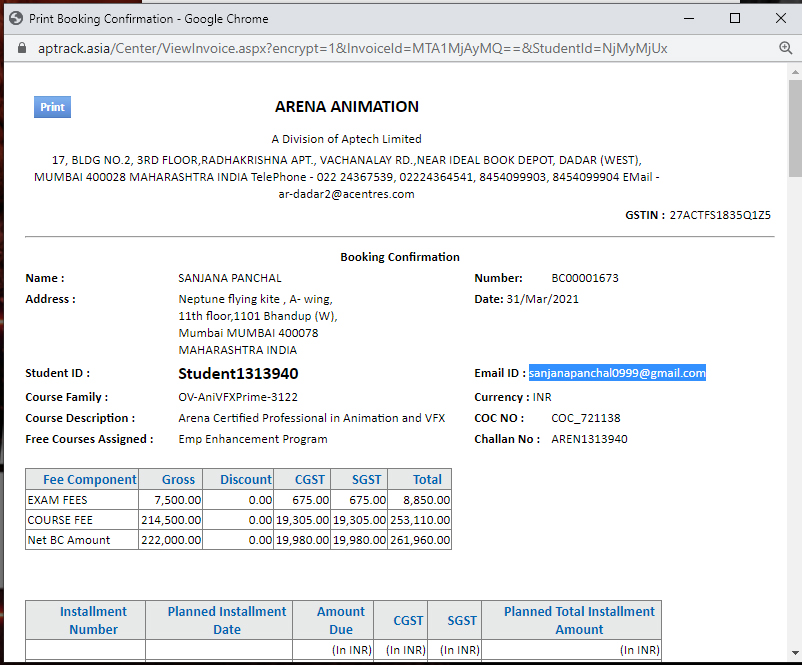 Print Booking Confirmation - Google Chrome
aptrack.asia/Center/ViewInvoice.aspx?encrypt=1&InvoiceId=MTA1MjAyMQ==&StudentId=NjMyMjUx
Print
ARENA ANIMATION
A Division of Aptech Limited
17, BLDG NO.2, 3RD FLOOR,RADHAKRISHNA APT., VACHANALAY RD.,NEAR IDEAL BOOK DEPOT, DADAR (WEST),
MUMBAI 400028 MAHARASHTRA INDIA TelePhone - 022 24367539, 02224364541, 8454099903, 8454099904 EMail -
ar-dadar2@acentres.com
GSTIN : 27ACTFS1835Q1Z5
Booking Confirmation
Name : SANJANA PANCHAL Number: BC00001673
Address : Neptune flying kite , A- wing, Date: 31/Mar/2021
11th floor,1101 Bhandup (W),
Mumbai MUMBAI 400078
MAHARASHTRA INDIA
Student ID : Student1313940 Email ID : sanjanapanchal0999@gmail.com
Course Family : OV-AniVFXPrime-3122 Currency : INR
Course Description : Arena Certified Professional in Animation and VFX COC NO : COC_721138
Free Courses Assigned : Emp Enhancement Program Challan No : AREN1313940
Fee Component Gross Discount CGST SGST Total
EXAM FEES 7,500.00 0.00 675.00 675.00 8,850.00
COURSE FEE 214,500.00 0.00 19,305.00 19,305.00 253,110.00
Net BC Amount 222,000.00 0.00 19,980.00 19,980.00 261,960.00
Installment Number Planned Installment Date Amount Due CGST SGST Planned Total Installment Amount
(In INR) (In INR) (In INR) (In INR)